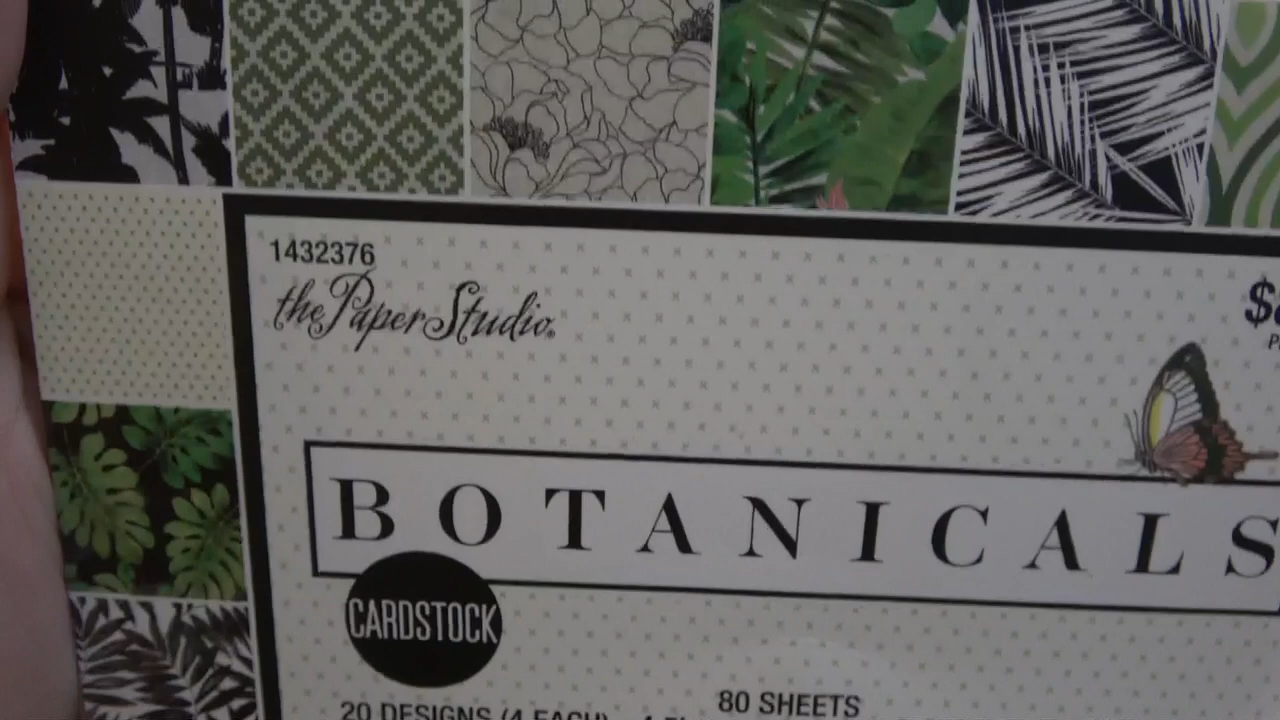 1432376
the Paper Studio
BOTANICALS
CARDSTOCK
80 SHEETS
20 DESIGNS (4 EACH)